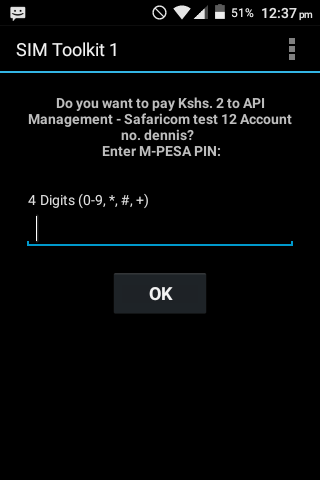 51% 12:37 pm
SIM Toolkit 1
Do you want to pay Kshs. 2 to API
Management - Safaricom test 12 Account
no. dennis?
Enter M-PESA PIN:
4 Digits (0-9, *, #, +)
OK